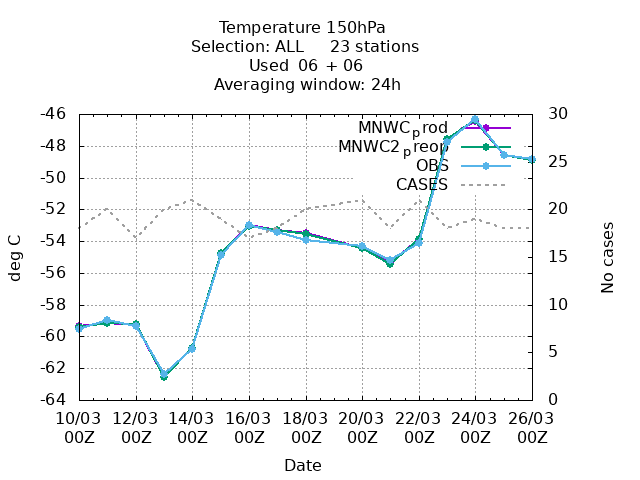 Temperature 150hPa
Selection: ALL 23 stations
Used 06 + 06
Averaging window: 24h
-46
-48
-50
-52
-54
-56
-58
-60
-62
-64
30
25
20
15
10
5
0
MNWCprod
MNWC2preop
OBS
CASES
deg C
No cases
10/03 12/03 14/03 16/03 18/03 20/03 22/03 24/03 26/03
00Z 00Z 00Z 00Z 00Z 00Z 00Z 00Z 00Z
Date